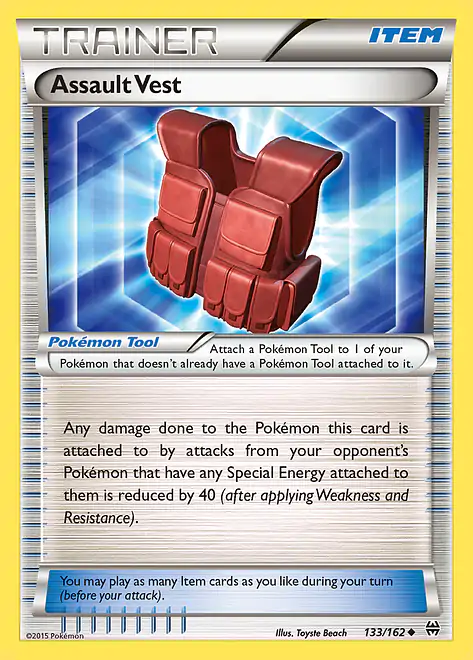 TRAINER
ITEM
Assault Vest
Pokémon Tool
Attach a Pokémon Tool to 1 of your
Pokémon that doesn't already have a Pokémon Tool attached to it.
Any damage done to the Pokémon this card is
attached to by attacks from your opponent's
Pokémon that have any Special Energy attached to
them is reduced by 40 (after applying Weakness and
Resistance).
You may play as many Item cards as you like during your turn
(before your attack).
©2015 Pokémon
Illus. Toyste Beach
133/162